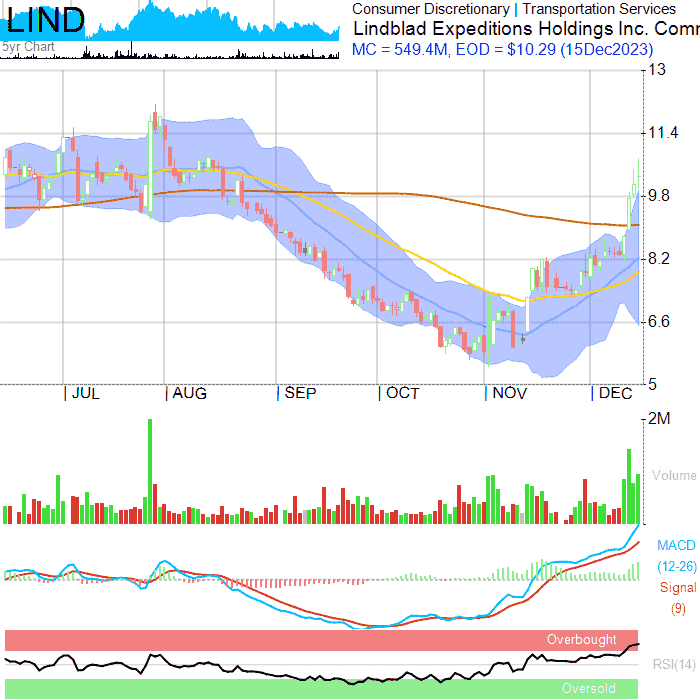 LIND
5yr Chart
Consumer Discretionary | Transportation Services
Lindblad Expeditions Holdings Inc. Comm
MC = 549.4M, EOD = $10.29 (15Dec2023)
13
11.4
9.8
8.2
6.6
5
| JUL | AUG | SEP | OCT | NOV | DEC
2M
Volume
MACD
(12-26)
Signal
(9)
Overbought
RSI(14)
Oversold